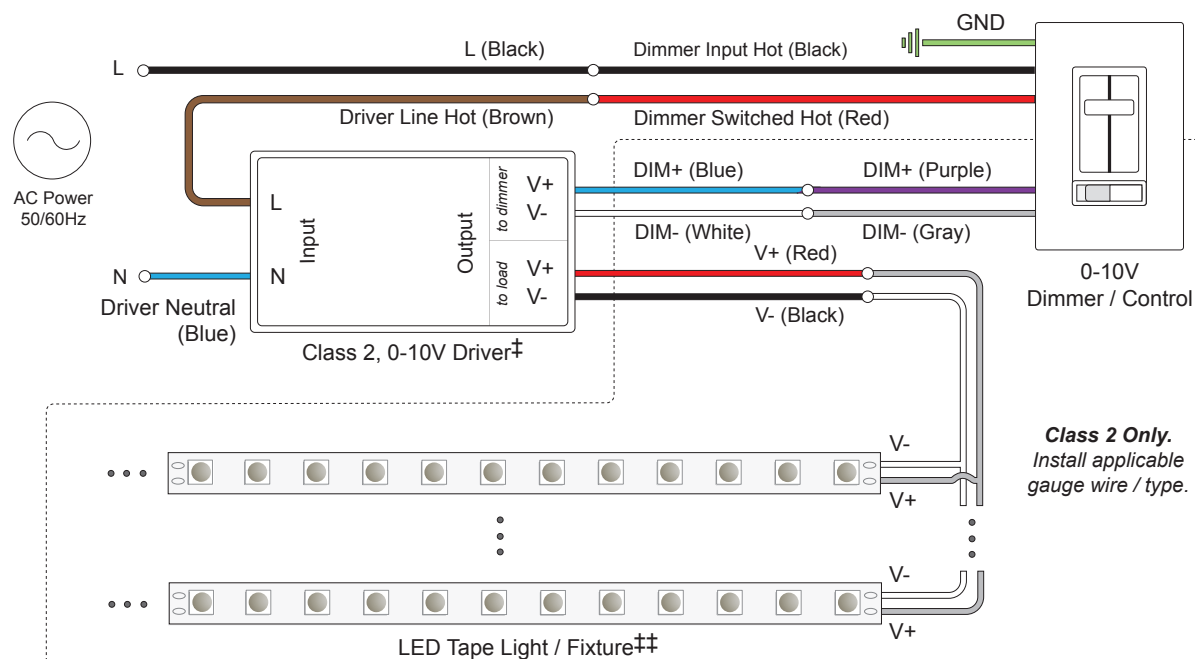 GND
L (Black)
Dimmer Input Hot (Black)
L
Driver Line Hot (Brown)
Dimmer Switched Hot (Red)
AC Power
50/60Hz
L
N
Input
Output
to dimmer
V+
V-
to load
V+
V-
DIM+ (Blue)
DIM+ (Purple)
DIM- (White)
DIM- (Gray)
V+ (Red)
V- (Black)
N
Driver Neutral
(Blue)
Class 2, 0-10V Driver‡
0-10V
Dimmer / Control
Class 2 Only.
Install applicable
gauge wire / type.
V-
V+
V-
V+
LED Tape Light / Fixture‡‡